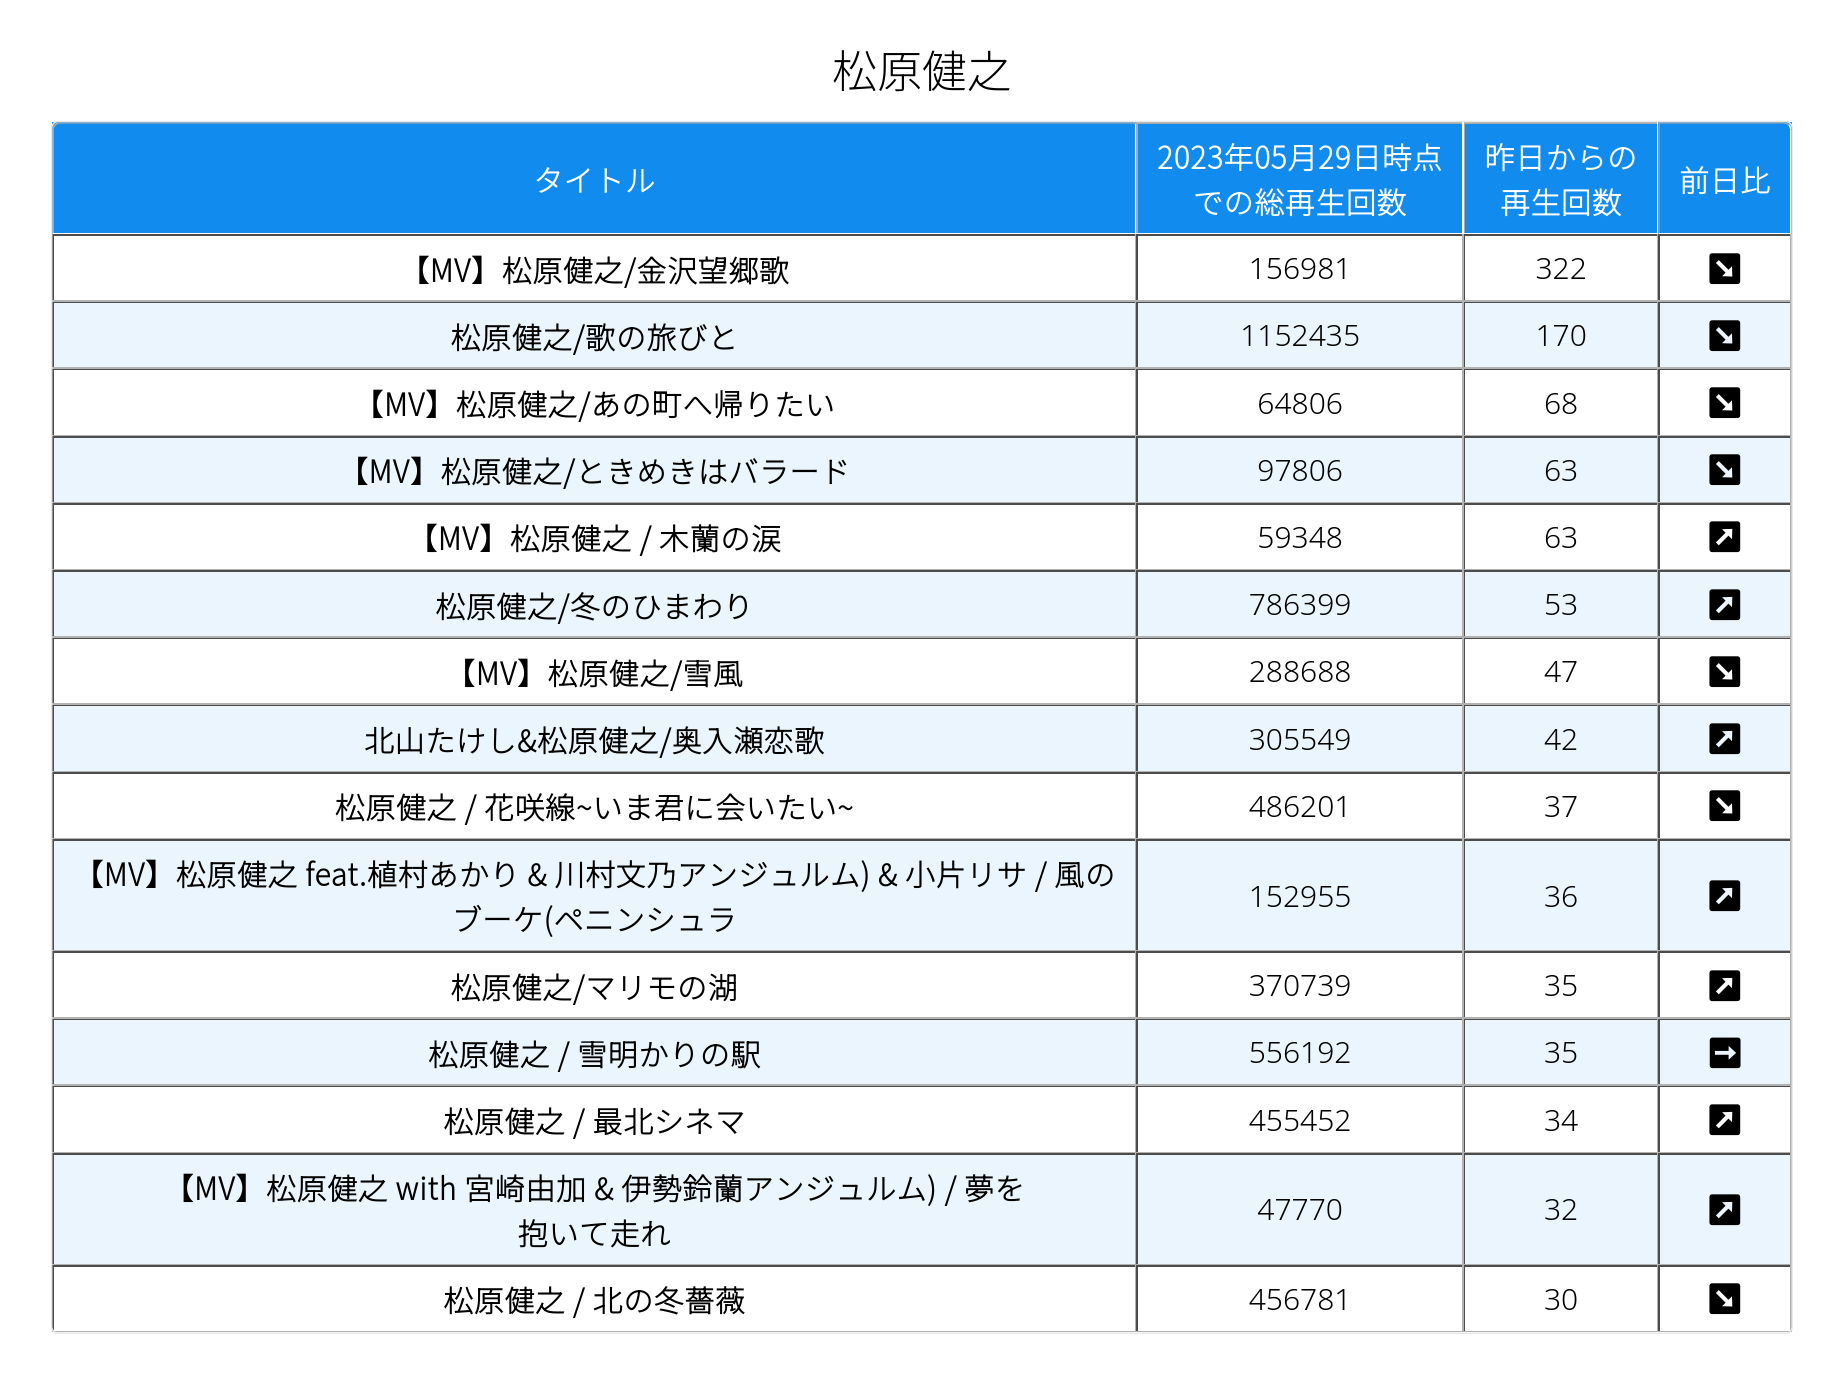 松原健之
タイトル
2023年05月29日時点
での総再生回数
昨日からの
再生回数
前日比
【MV】松原健之/金沢望郷歌 156981 322 ↘
松原健之/歌の旅びと 1152435 170 ↘
【MV】松原健之/あの町へ帰りたい 64806 68 ↘
【MV】松原健之/ときめきはバラード 97806 63 ↘
【MV】松原健之 / 木蘭の涙 59348 63 ↗
松原健之/冬のひまわり 786399 53 ↗
【MV】松原健之/雪風 288688 47 ↘
北山たけし&松原健之/奥入瀬恋歌 305549 42 ↗
松原健之 / 花咲線~いま君に会いたい~ 486201 37 ↘
【MV】松原健之 feat.植村あかり & 川村文乃アンジュルム) & 小片リサ / 風の
ブーケ(ペニンシュラ 152955 36 ↗
松原健之/マリモの湖 370739 35 ↗
松原健之 / 雪明かりの駅 556192 35 →
松原健之 / 最北シネマ 455452 34 ↗
【MV】松原健之 with 宮崎由加 & 伊勢鈴蘭アンジュルム) / 夢を
抱いて走れ 47770 32 ↗
松原健之 / 北の冬薔薇 456781 30 ↘